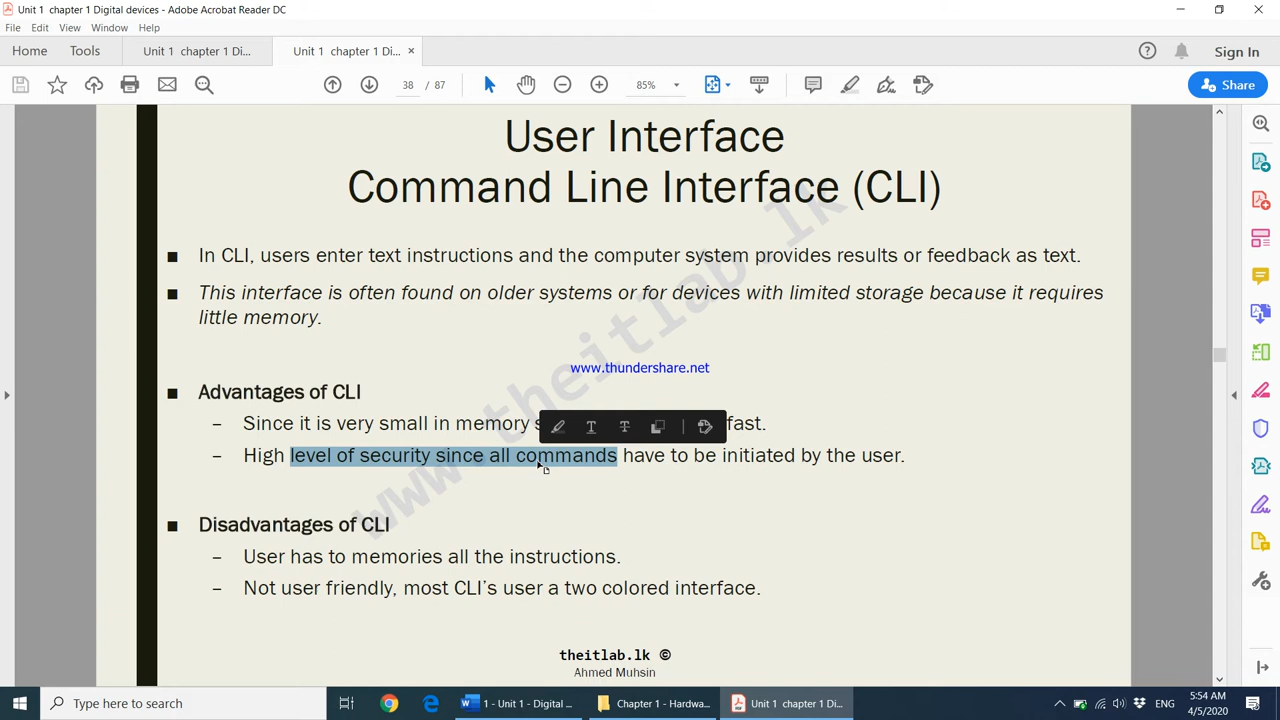 Unit 1 chapter 1 Digital devices - Adobe Acrobat Reader DC
File Edit View Window Help
Home Tools Unit 1 chapter 1 Di... Unit 1 chapter 1 Di... ×
38 / 87 85% Share
Sign In
User Interface
Command Line Interface (CLI)
■ In CLI, users enter text instructions and the computer system provides results or feedback as text.
■ This interface is often found on older systems or for devices with limited storage because it requires
little memory.
www.thundershare.net
■ Advantages of CLI
– Since it is very small in memory fast.
– High level of security since all commands have to be initiated by the user.
■ Disadvantages of CLI
– User has to memories all the instructions.
– Not user friendly, most CLI's user a two colored interface.
www.theitlab.lk
theitlab.lk ©
Ahmed Muhsin
Type here to search
1 - Unit 1 - Digital ...
Chapter 1 - Hardwa...
Unit 1 chapter 1 Di...
ENG
5:54 AM
4/5/2020